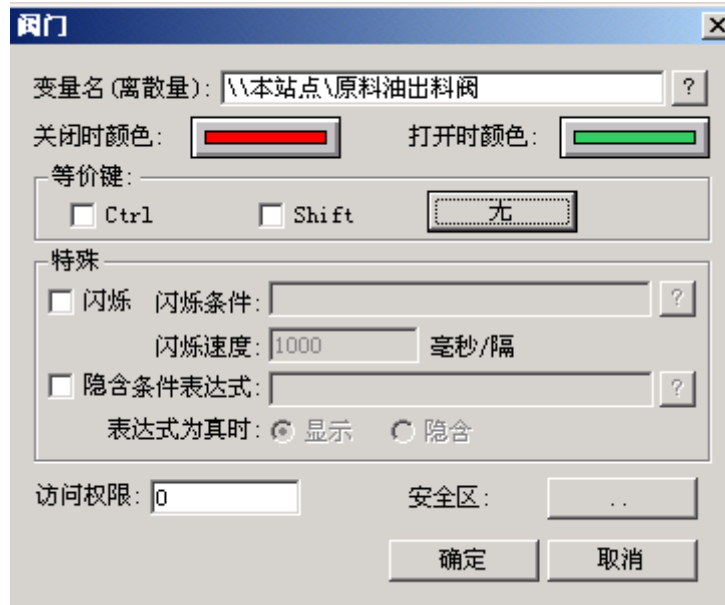 阀门
变量名(离散量): \\本站点\原料油出料阀 ?
关闭时颜色: 打开时颜色:
等价键:
Ctrl Shift 无
特殊
闪烁 闪烁条件: ?
闪烁速度: 1000 毫秒/隔
隐含条件表达式: ?
表达式为真时: 显示 隐含
访问权限: 0 安全区: ..
确定 取消